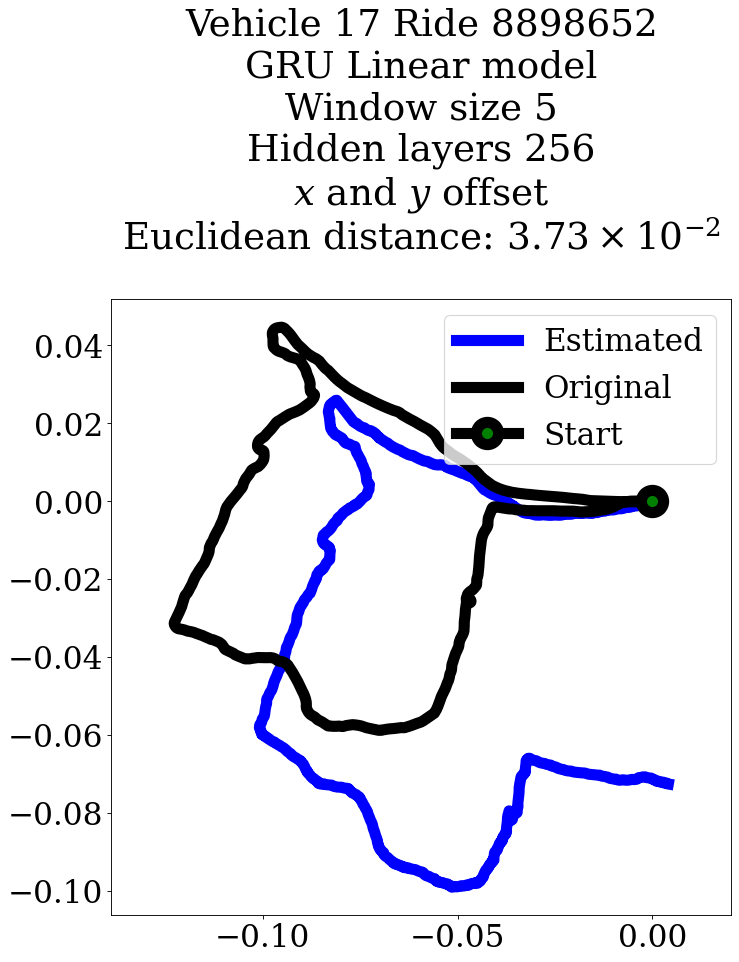 Vehicle 17 Ride 8898652
GRU Linear model
Window size 5
Hidden layers 256
x and y offset
Euclidean distance: 3.73 × 10⁻²
Estimated
Original
Start
0.04
0.02
0.00
−0.02
−0.04
−0.06
−0.08
−0.10
−0.10 −0.05 0.00